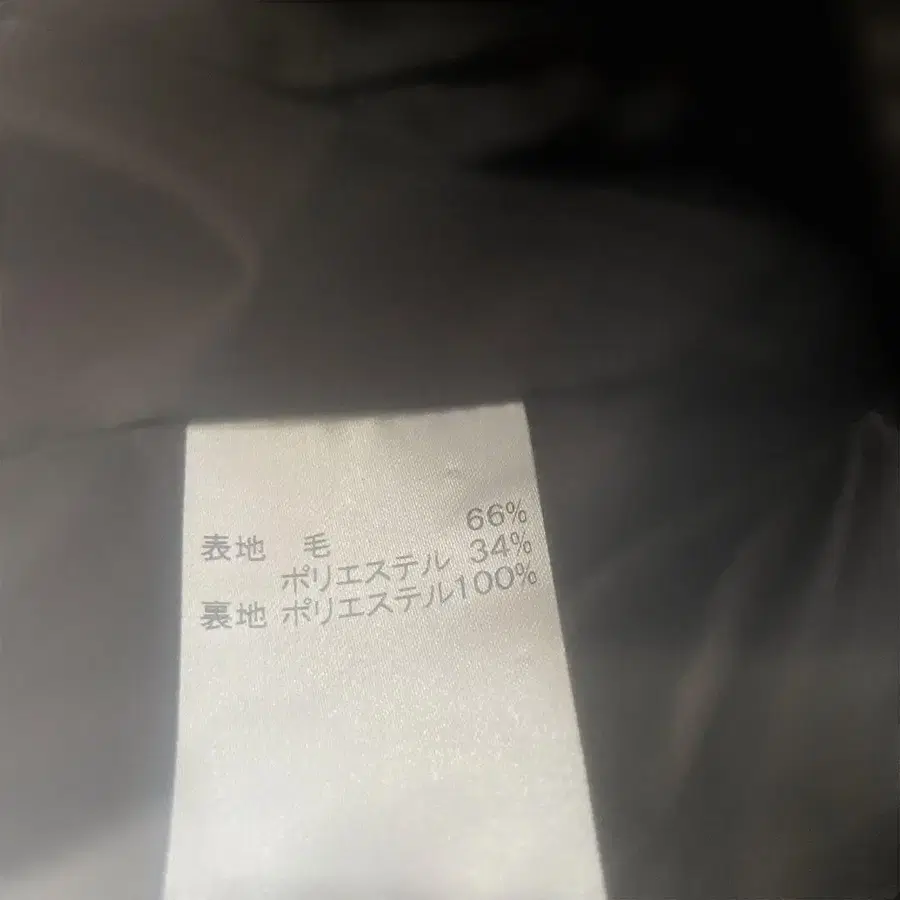 表地 毛 66%
ポリエステル 34%
裏地 ポリエステル100%